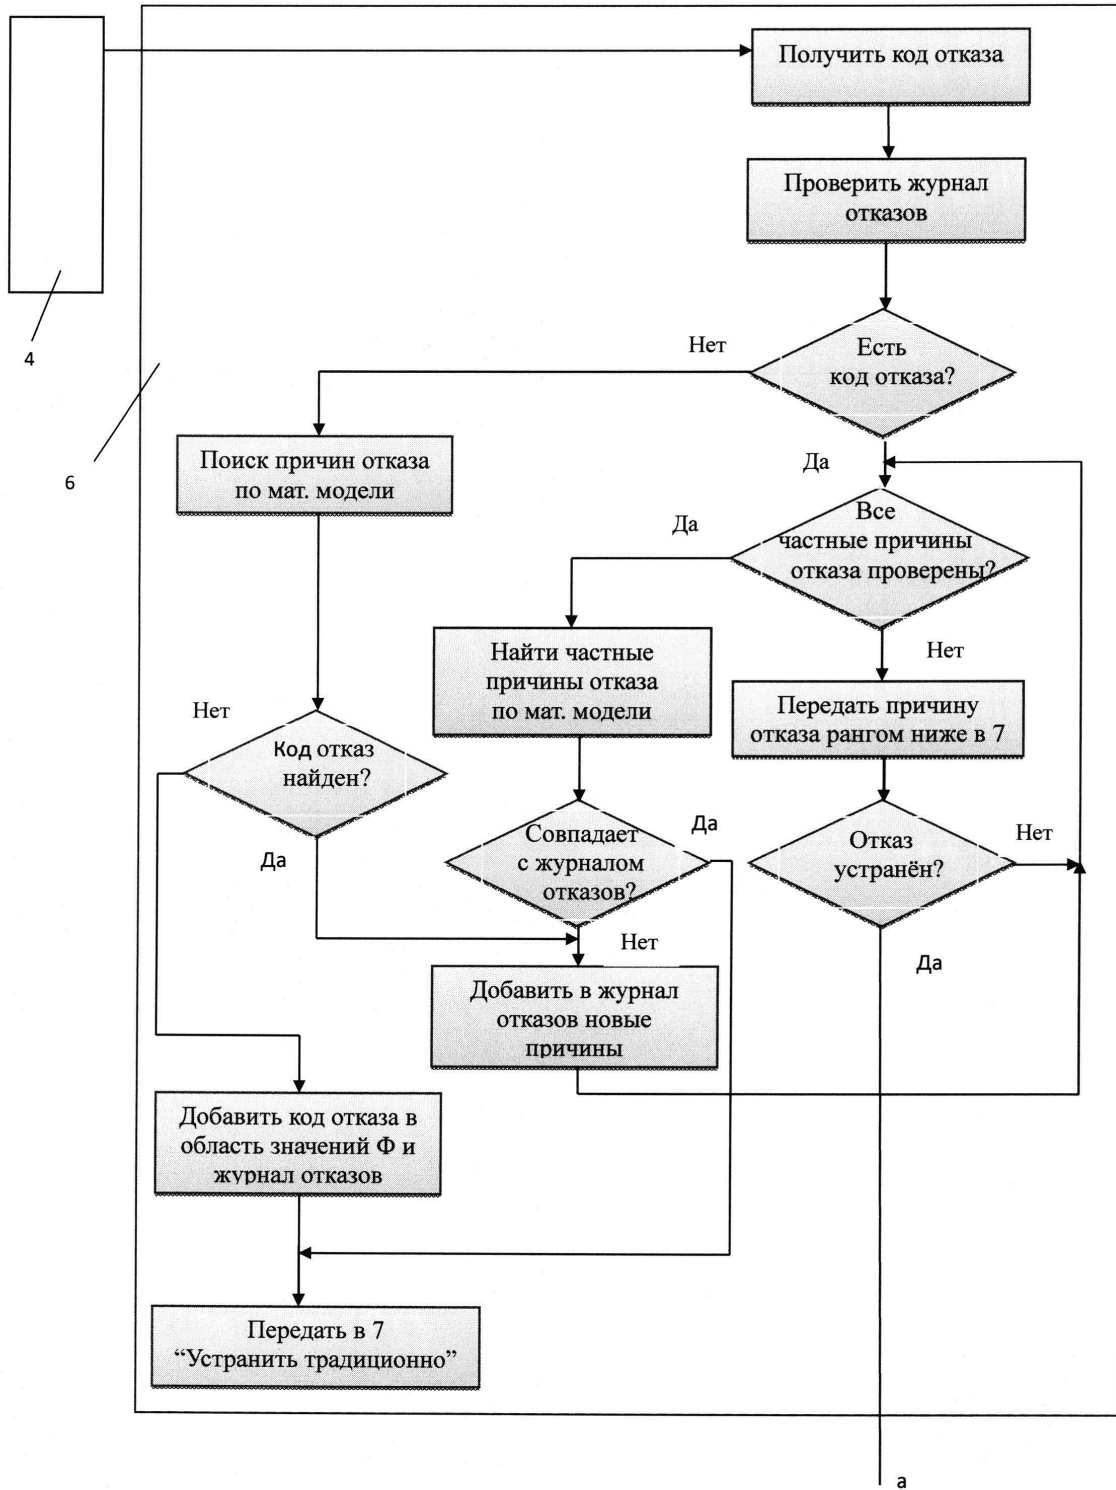 Получить код отказа
Проверить журнал
отказов
4
Нет
Есть
код отказа?
6
Поиск причин отказа
по мат. модели
Да
Да
Все
частные причины
отказа проверены?
Найти частные
причины отказа
по мат. модели
Нет
Передать причину
отказа рангом ниже в 7
Нет
Код отказ
найден?
Да
Совпадает
с журналом
отказов?
Да
Отказ
устранён?
Нет
Нет
Да
Добавить в журнал
отказов новые
причины
Добавить код отказа в
область значений Ф и
журнал отказов
Передать в 7
“Устранить традиционно”
а